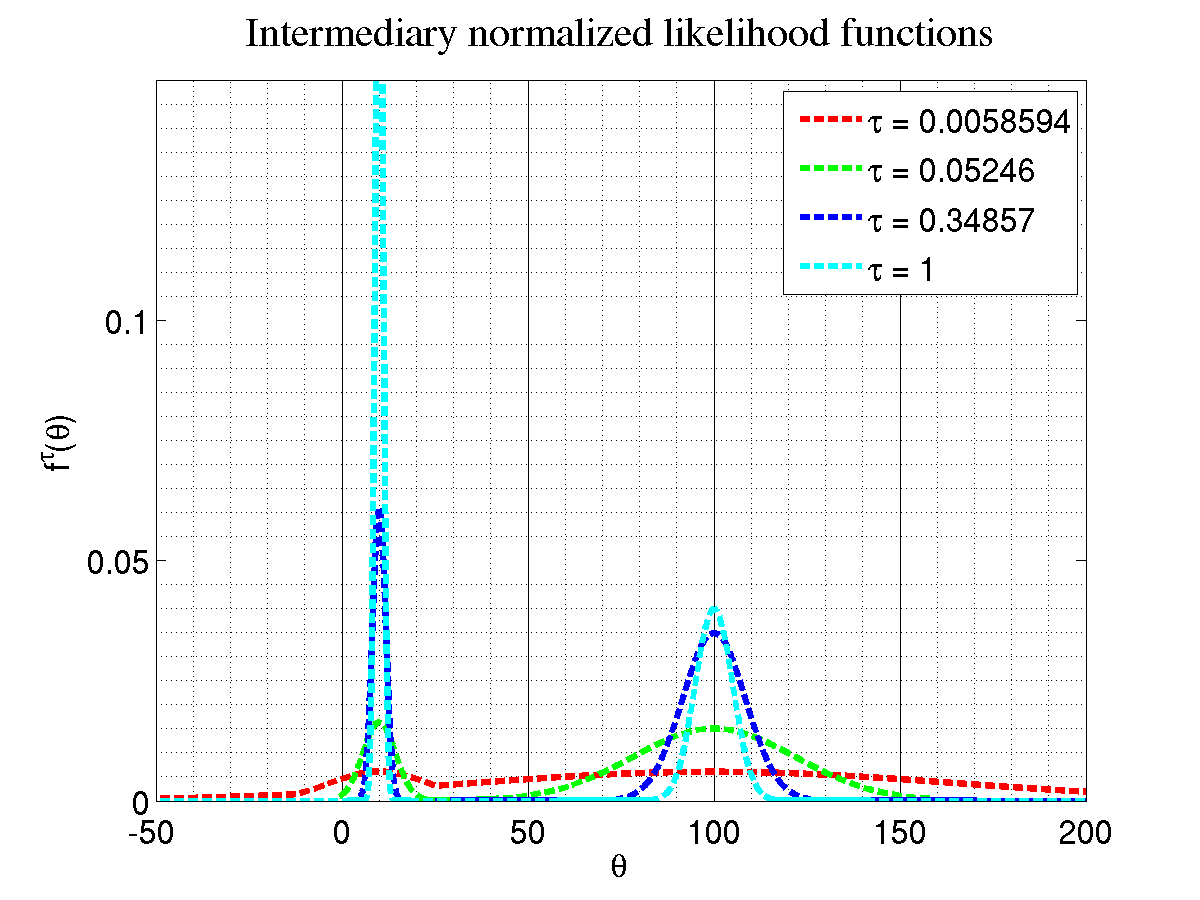 Intermediary normalized likelihood functions
τ = 0.0058594
τ = 0.05246
τ = 0.34857
τ = 1
0.1
0.05
0
fτ(θ)
-50 0 50 100 150 200
θ